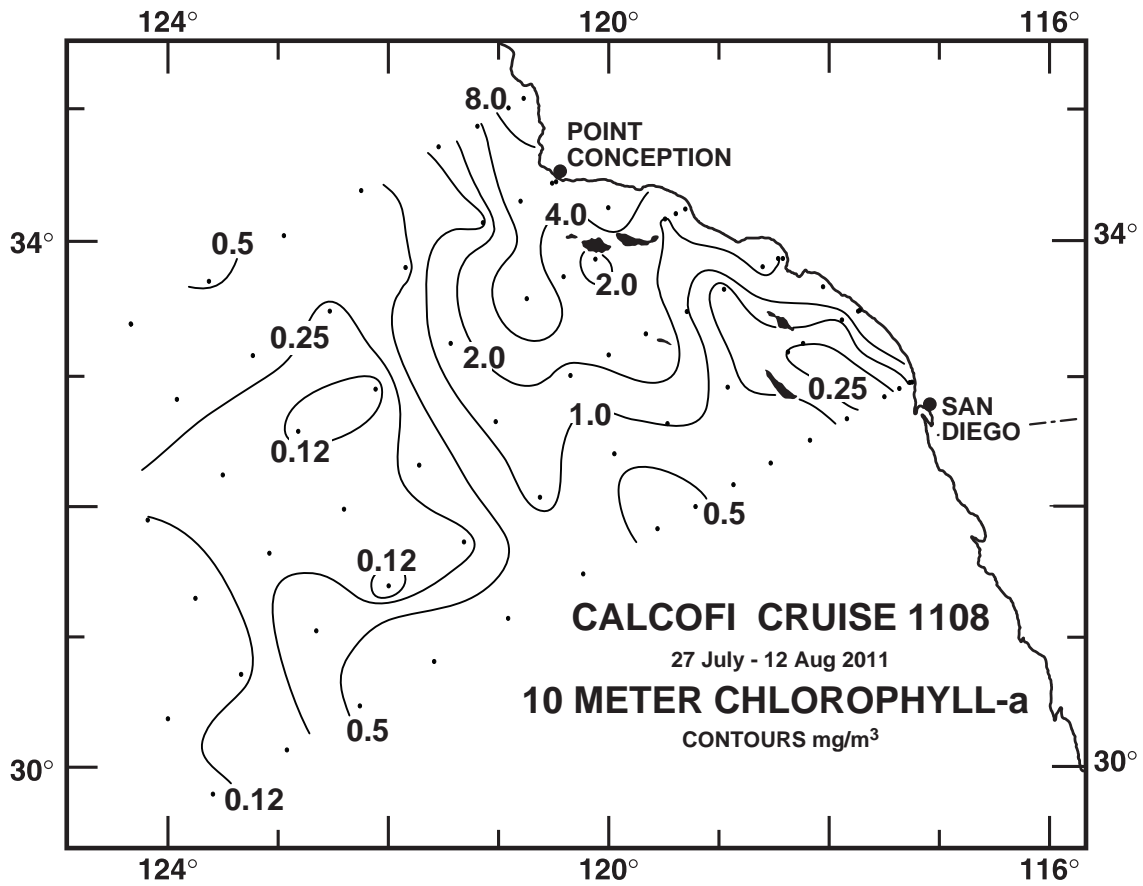 124° 120° 116°
8.0
POINT
CONCEPTION
4.0
34° 0.5 34°
2.0
0.25
2.0
0.25
1.0 SAN
DIEGO
0.12
0.5
0.12
CALCOFI CRUISE 1108
27 July - 12 Aug 2011
10 METER CHLOROPHYLL-a
0.5 CONTOURS mg/m³
30° 30°
0.12
124° 120° 116°